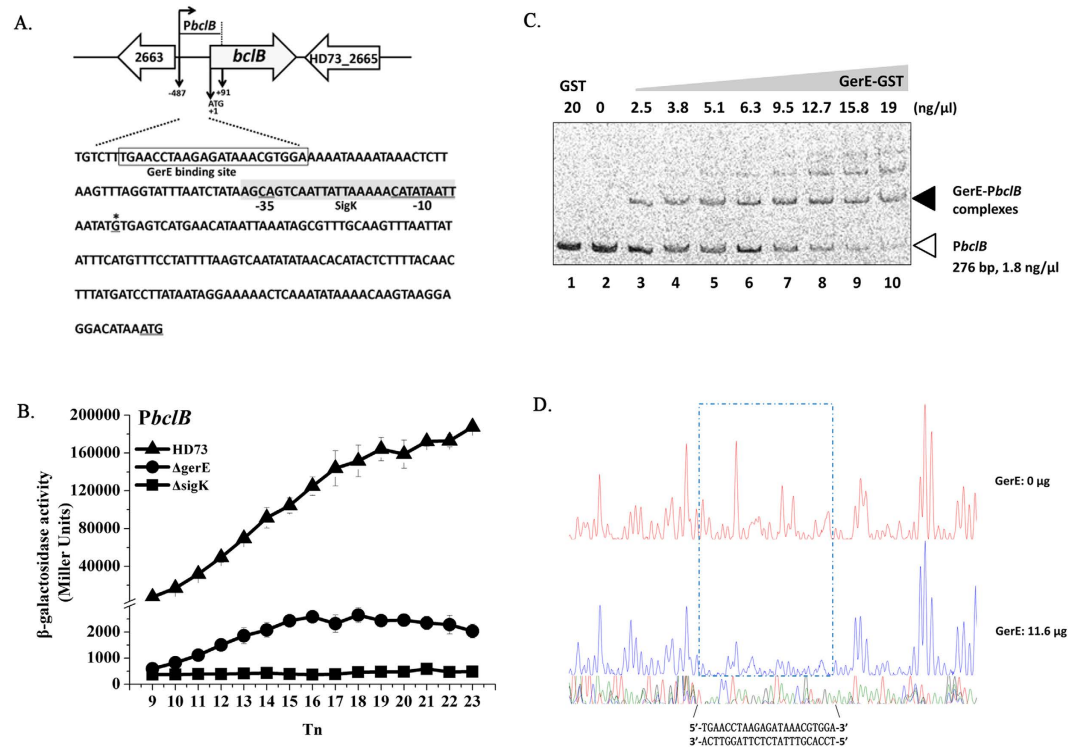 A.
PbclB
2663
bclB
HD73_2665
-487
+91
ATG
+1
TGTCTTTGAACCTAAGAGATAAACGTGGAAAAATAAAATAAACTCTT
GerE binding site
AAGTTTAGGTATTTAATCTATAAGCAGTCAATTATTAAAAACATATAATT
-35 SigK -10
*
AATATGTGAGTCATGAACATAATTAAATAGCGTTTGCAAGTTTAATTAT
ATTTCATGTTTCCTATTTTAAGTCAATATATAACACATACTCTTTTACAAC
TTTATGATCCTTATAATAGGAAAAACTCAAATATAAAACAAGTAAGGA
GGACATAAATG
B.
PbclB
HD73
ΔgerE
ΔsigK
β-galactosidase activity
(Miller Units)
200000
160000
120000
80000
40000
2000
1000
0
9 10 11 12 13 14 15 16 17 18 19 20 21 22 23
Tn
C.
GST GerE-GST
20 0 2.5 3.8 5.1 6.3 9.5 12.7 15.8 19 (ng/μl)
GerE-PbclB
complexes
PbclB
276 bp, 1.8 ng/μl
1 2 3 4 5 6 7 8 9 10
D.
GerE: 0 μg
GerE: 11.6 μg
5'-TGAACCTAAGAGATAAACGTGGA-3'
3'-ACTTGGATTCTCTATTTGCACCT-5'